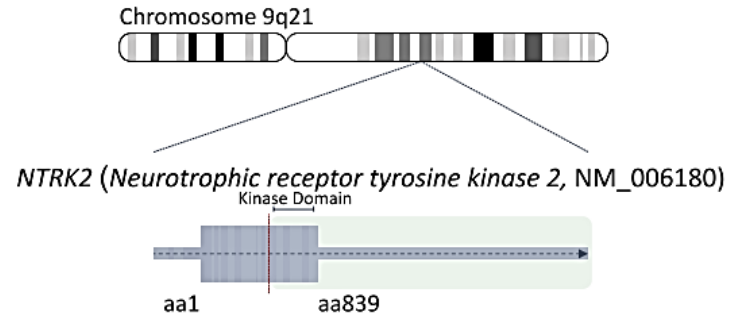 Chromosome 9q21
NTRK2 (Neurotrophic receptor tyrosine kinase 2, NM_006180)
Kinase Domain
aa1
aa839